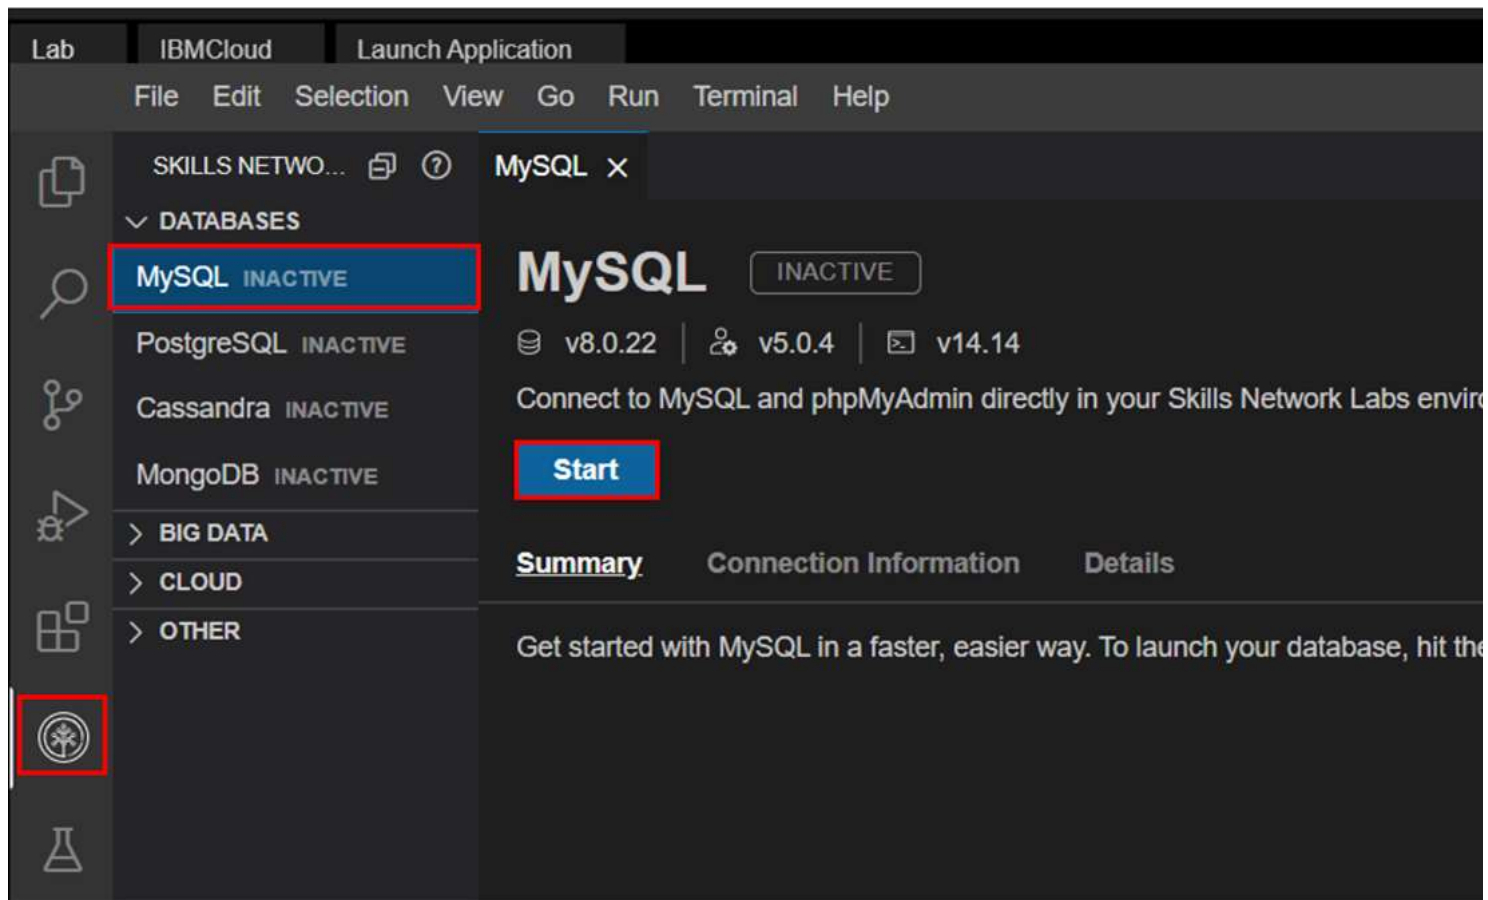 Lab IBMCloud Launch Application
File Edit Selection View Go Run Terminal Help
SKILLS NETWO... MySQL
DATABASES
MySQL INACTIVE
PostgreSQL INACTIVE
Cassandra INACTIVE
MongoDB INACTIVE
BIG DATA
CLOUD
OTHER
MySQL INACTIVE
v8.0.22 v5.0.4 v14.14
Connect to MySQL and phpMyAdmin directly in your Skills Network Labs
Start
Summary Connection Information Details
Get started with MySQL in a faster, easier way. To launch your database, hit